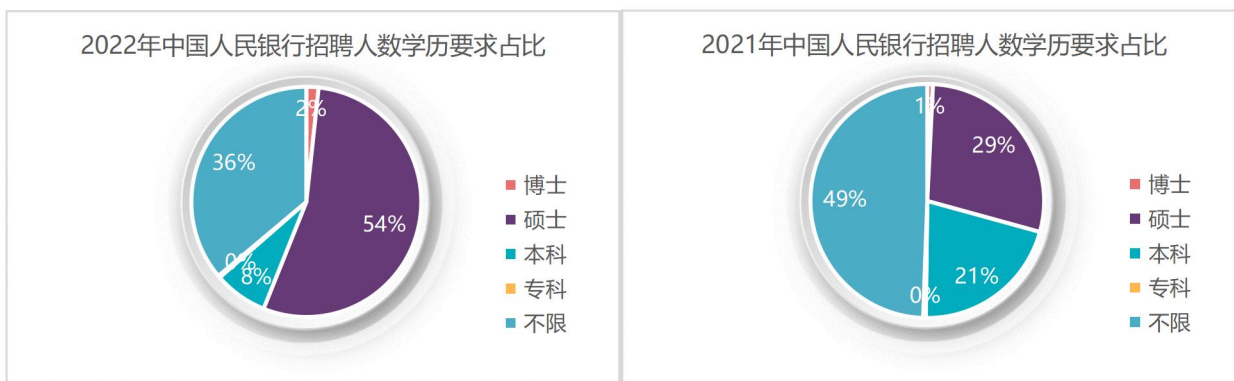 2022年中国人民银行招聘人数学历要求占比
2%
36%
54%
0%
8%
博士
硕士
本科
专科
不限
2021年中国人民银行招聘人数学历要求占比
1%
29%
49%
21%
0%
博士
硕士
本科
专科
不限